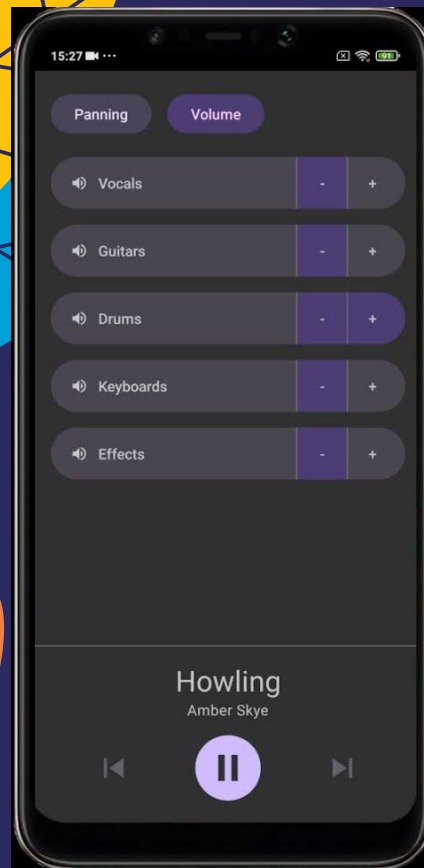 15:27 ...
91
Panning Volume
Vocals - +
Guitars - +
Drums - +
Keyboards - +
Effects - +
Howling
Amber Skye